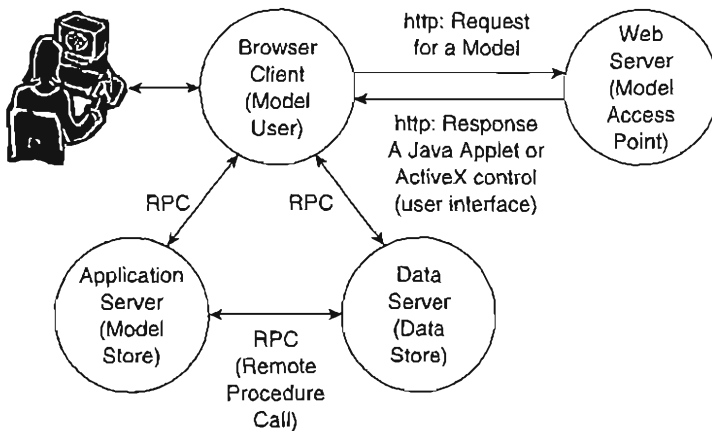 Browser
Client
(Model
User)
http: Request
for a Model
Web
Server
(Model
Access
Point)
http: Response
A Java Applet or
ActiveX control
(user interface)
RPC
RPC
Application
Server
(Model
Store)
RPC
(Remote
Procedure
Call)
Data
Server
(Data
Store)